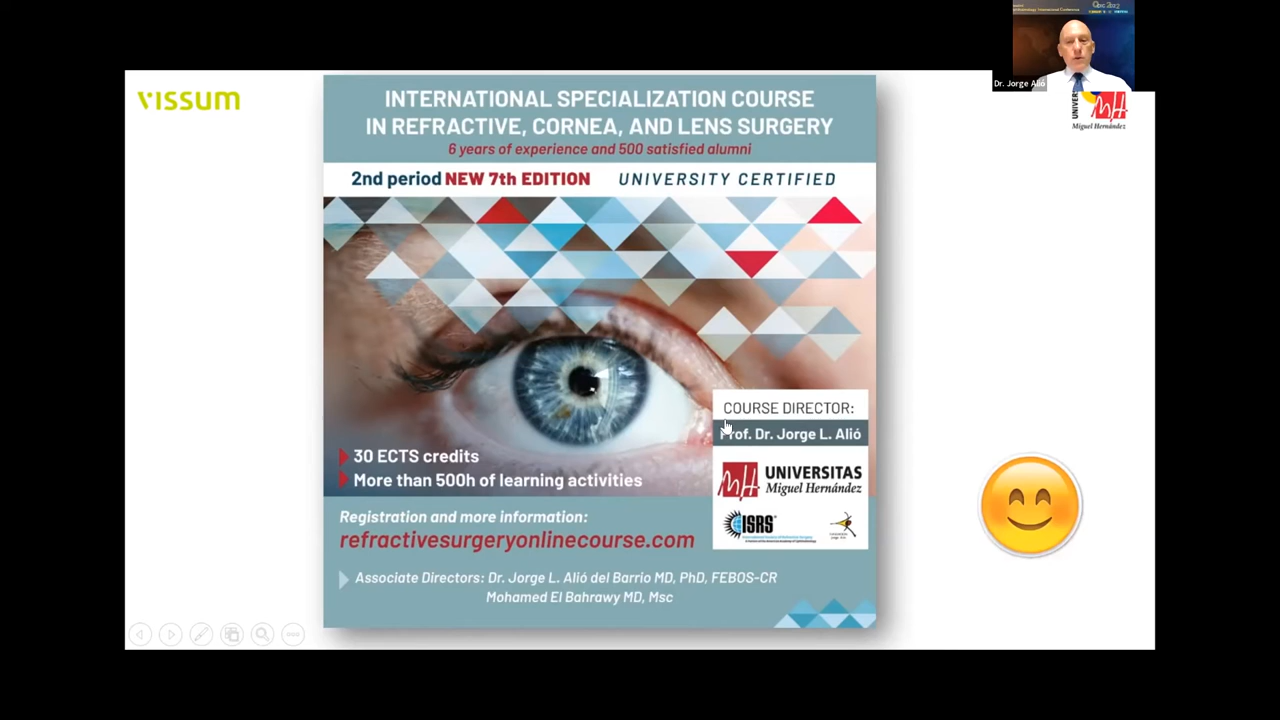 Dr. Jorge Alió
vissum
UNIVER
Miguel Hernández
INTERNATIONAL SPECIALIZATION COURSE
IN REFRACTIVE, CORNEA, AND LENS SURGERY
6 years of experience and 500 satisfied alumni
2nd period NEW 7th EDITION UNIVERSITY CERTIFIED
COURSE DIRECTOR:
Prof. Dr. Jorge L. Alió
30 ECTS credits
More than 500h of learning activities
UNIVERSITAS
Miguel Hernández
ISRS
Registration and more information:
refractivesurgeryonlinecourse.com
Associate Directors: Dr. Jorge L. Alió del Barrio MD, PhD, FEBOS-CR
Mohamed El Bahrawy MD, Msc